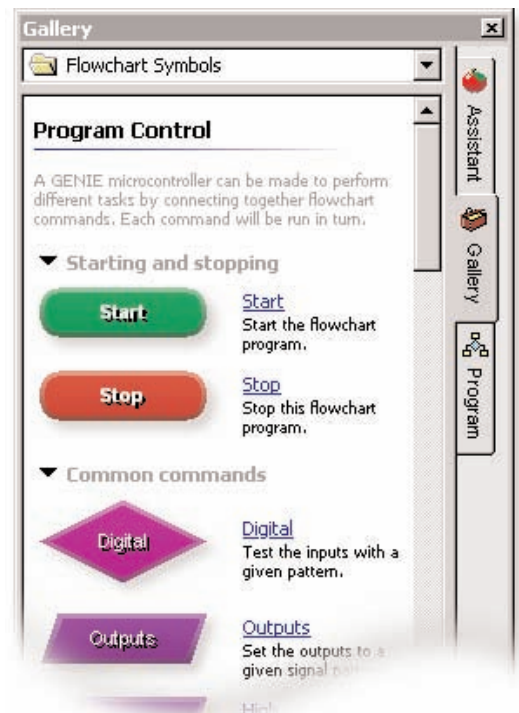 Gallery
Flowchart Symbols
Program Control
A GENIE microcontroller can be made to perform
different tasks by connecting together flowchart
commands. Each command will be run in turn.
Starting and stopping
Start
Start
Start the flowchart
program.
Stop
Stop
Stop this flowchart
program.
Common commands
Digital
Digital
Test the inputs with a
given pattern.
Outputs
Outputs
Set the outputs to a
given signal
High
Assistant
Gallery
Program